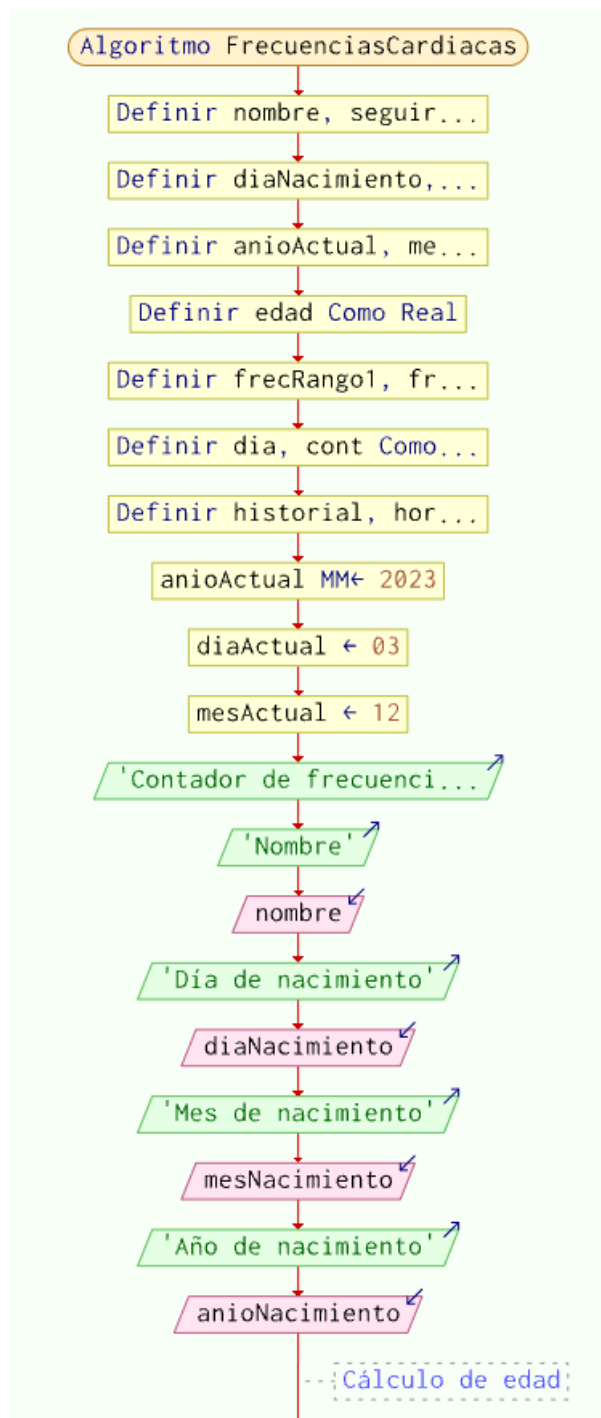 Algoritmo FrecuenciasCardiacas
Definir nombre, seguir...
Definir diaNacimiento,...
Definir anioActual, me...
Definir edad Como Real
Definir frecRango1, fr...
Definir dia, cont Como...
Definir historial, hor...
anioActual MM← 2023
diaActual ← 03
mesActual ← 12
'Contador de frecuenci...
'Nombre'
nombre
'Día de nacimiento'
diaNacimiento
'Mes de nacimiento'
mesNacimiento
'Año de nacimiento'
anioNacimiento
Cálculo de edad